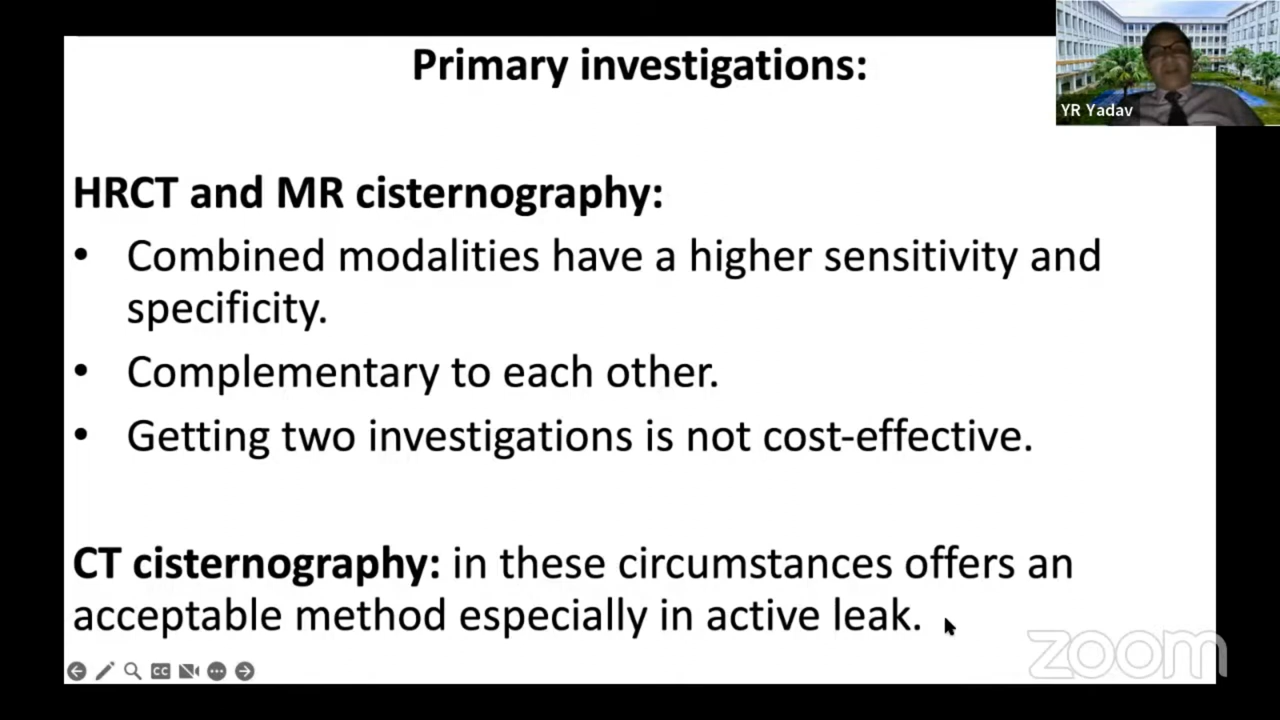 Primary investigations:
YR Yadav
HRCT and MR cisternography:
• Combined modalities have a higher sensitivity and
specificity.
• Complementary to each other.
• Getting two investigations is not cost-effective.
CT cisternography: in these circumstances offers an
acceptable method especially in active leak.
CC
zoom